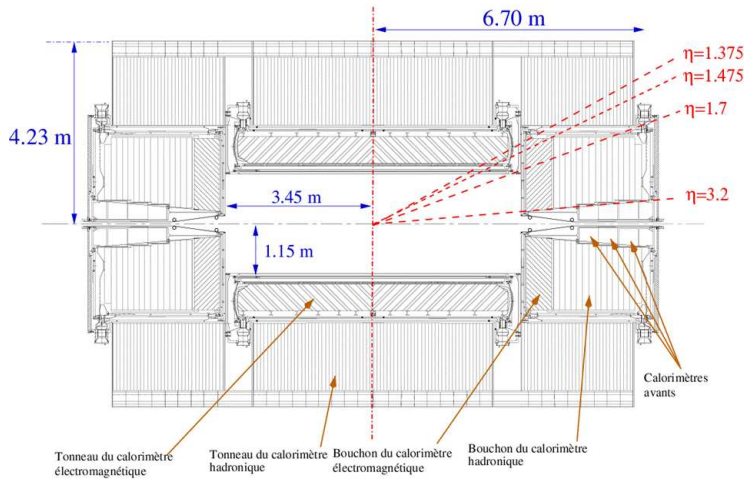 6.70 m
η=1.375
η=1.475
η=1.7
4.23 m
η=3.2
3.45 m
1.15 m
Calorimètres
avants
Tonneau du calorimètre
électromagnétique
Tonneau du calorimètre
hadronique
Bouchon du calorimètre
électromagnétique
Bouchon du calorimètre
hadronique